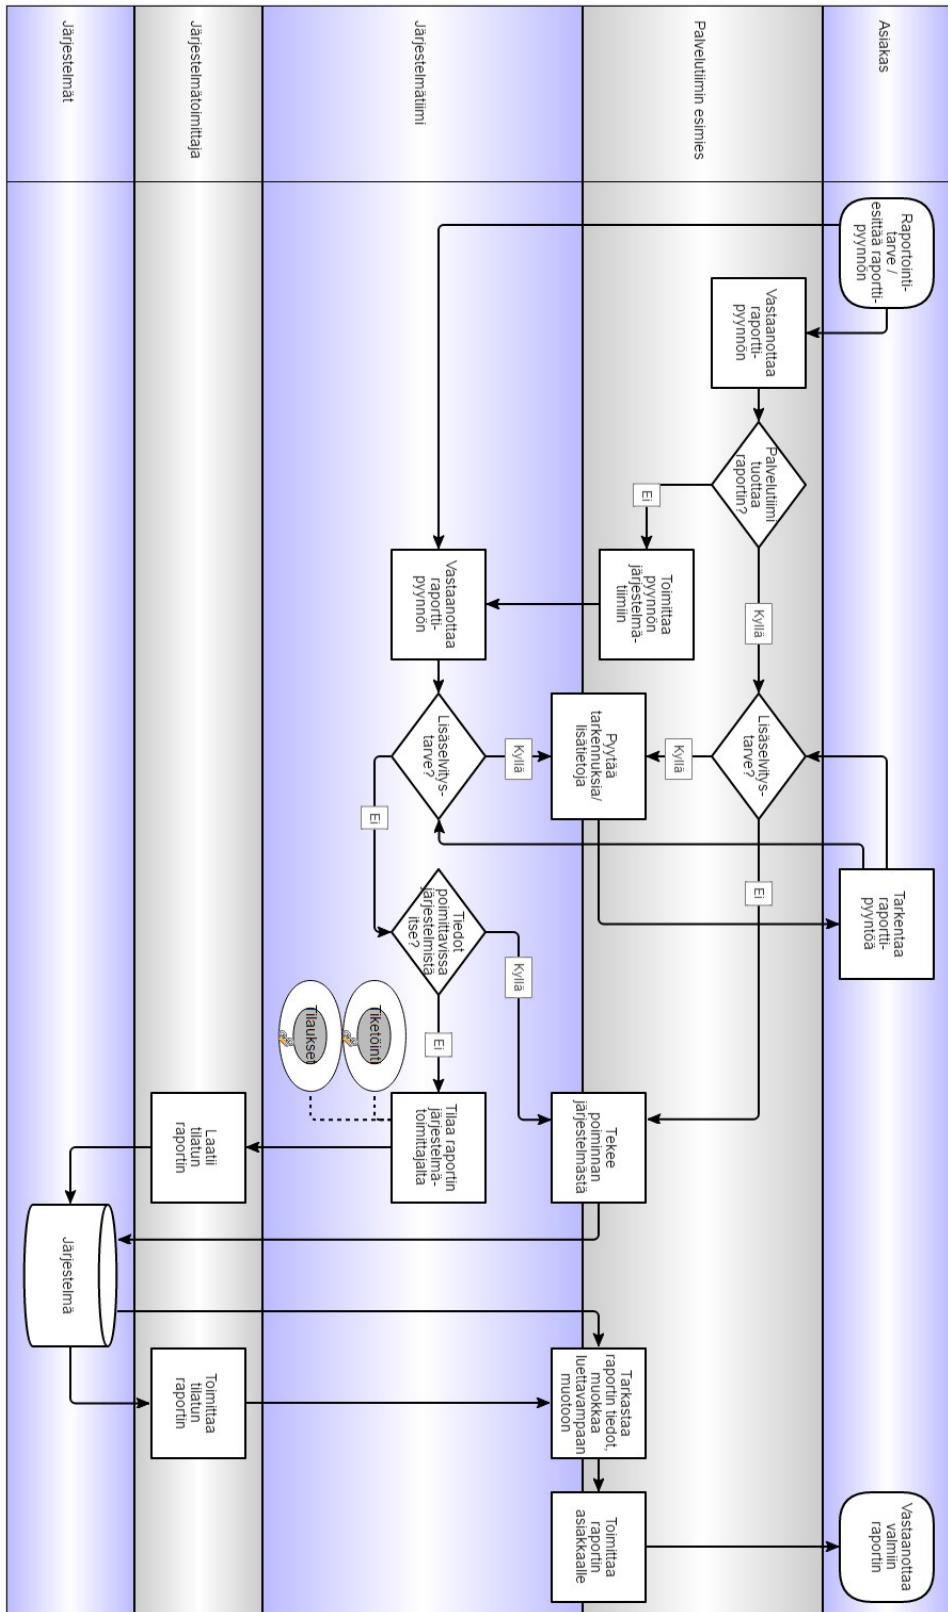 Asiakas
Palvelutiimin esimies
Järjestelmätiimi
Järjestelmätoimittaja
Järjestelmät
Raportointi-
tarve /
esittää raportti-
pyynnön
Vastaanottaa
raportti-
pyynnön
Palvelutiimi
tuottaa
raportin?
Ei
Kyllä
Toimittaa
pyynnön
järjestelmä-
tiimiin
Vastaanottaa
raportti-
pyynnön
Lisäselvitys-
tarve?
Kyllä
Ei
Pyytää
tarkennuksia/
lisätietoja
Lisäselvitys-
tarve?
Kyllä
Ei
Tarkentaa
raportti-
pyyntöä
Tiedot
poimittavissa
järjestelmistä
itse?
Kyllä
Ei
Tiketöinti
Tilaukset
Tekee
poiminnan
järjestelmästä
Tilaa raportin
järjestelmä-
toimittajalta
Laatii
tilatun
raportin
Järjestelmä
Toimittaa
tilatun
raportin
Tarkastaa
raportin tiedot,
muokkaa
luettavampaan
muotoon
Toimittaa
raportin
asiakkaalle
Vastaanottaa
valmiin
raportin